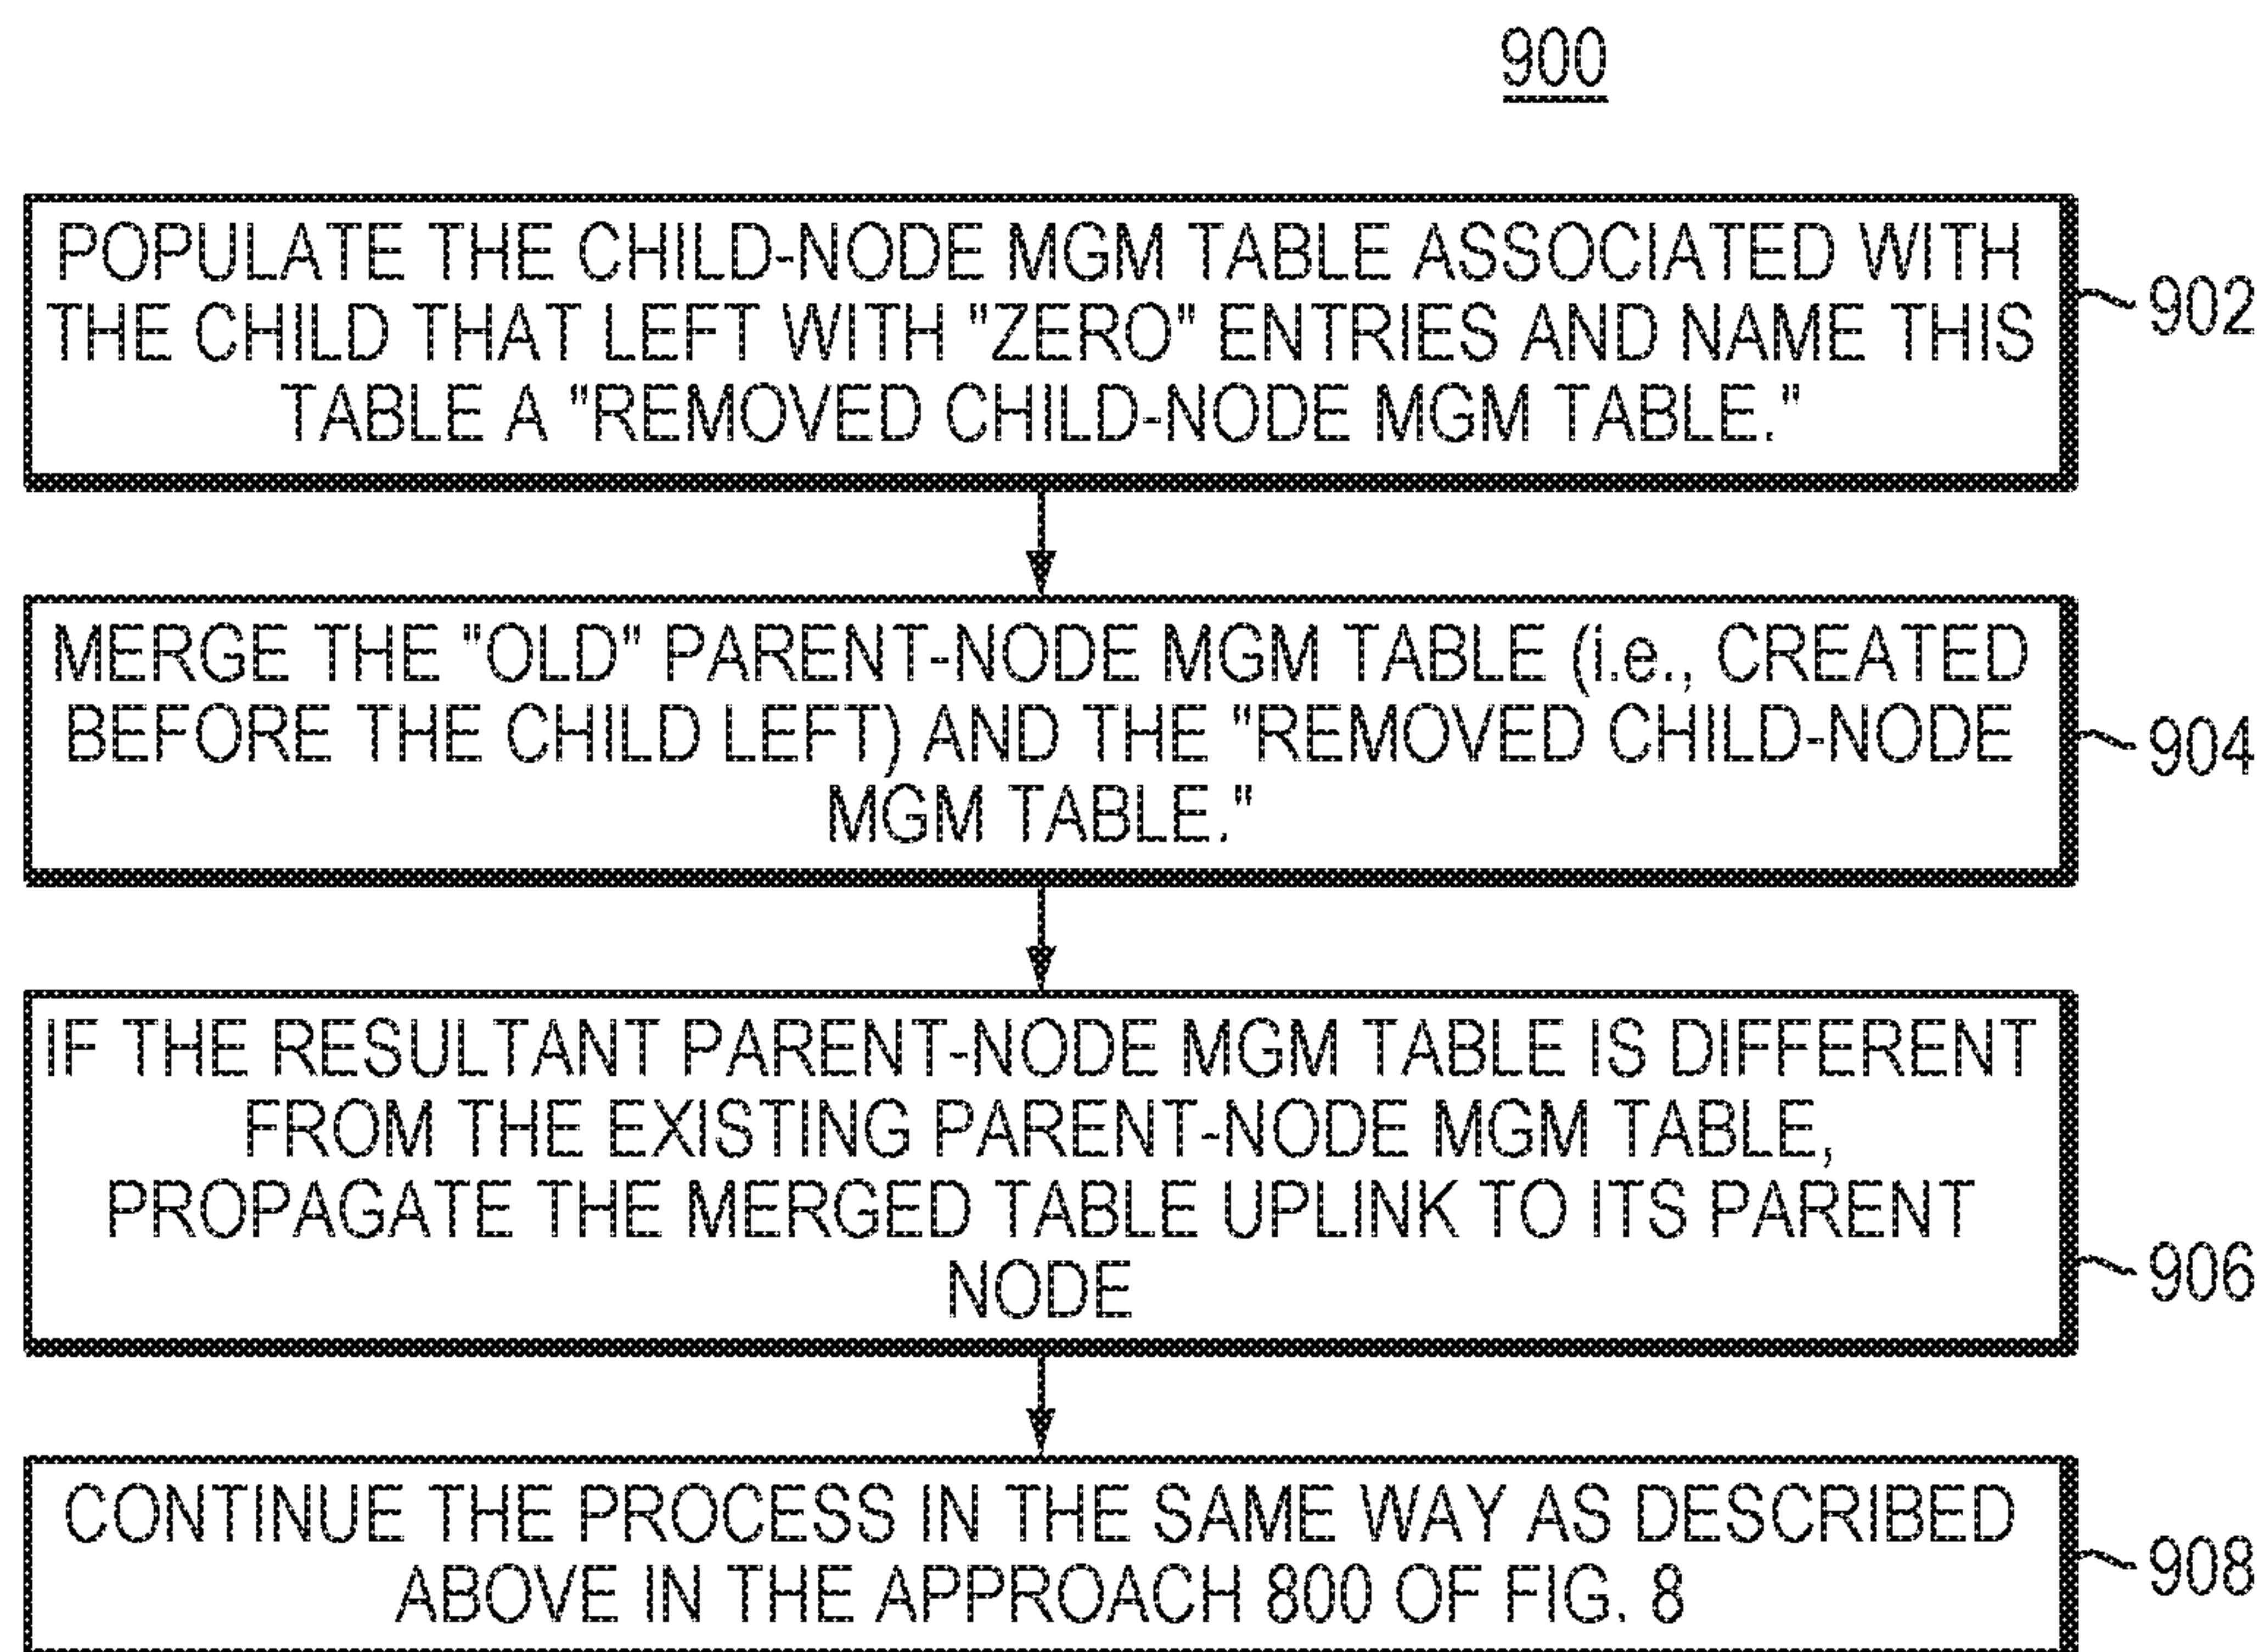 900
POPULATE THE CHILD-NODE MGM TABLE ASSOCIATED WITH
THE CHILD THAT LEFT WITH "ZERO" ENTRIES AND NAME THIS
TABLE A "REMOVED CHILD-NODE MGM TABLE."
902
MERGE THE "OLD" PARENT-NODE MGM TABLE (i.e., CREATED
BEFORE THE CHILD LEFT) AND THE "REMOVED CHILD-NODE
MGM TABLE."
904
IF THE RESULTANT PARENT-NODE MGM TABLE IS DIFFERENT
FROM THE EXISTING PARENT-NODE MGM TABLE,
PROPAGATE THE MERGED TABLE UPLINK TO ITS PARENT
NODE
906
CONTINUE THE PROCESS IN THE SAME WAY AS DESCRIBED
ABOVE IN THE APPROACH 800 OF FIG. 8
908